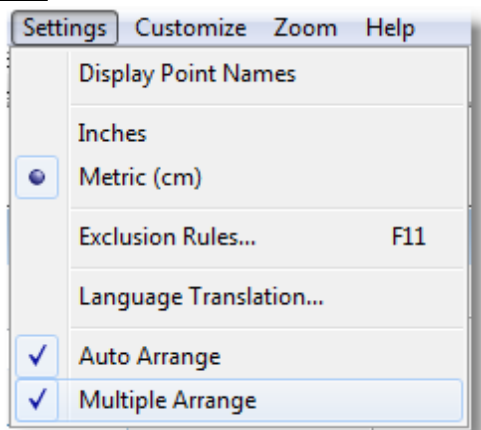 Settings Customize Zoom Help
Display Point Names
Inches
Metric (cm)
Exclusion Rules... F11
Language Translation...
Auto Arrange
Multiple Arrange